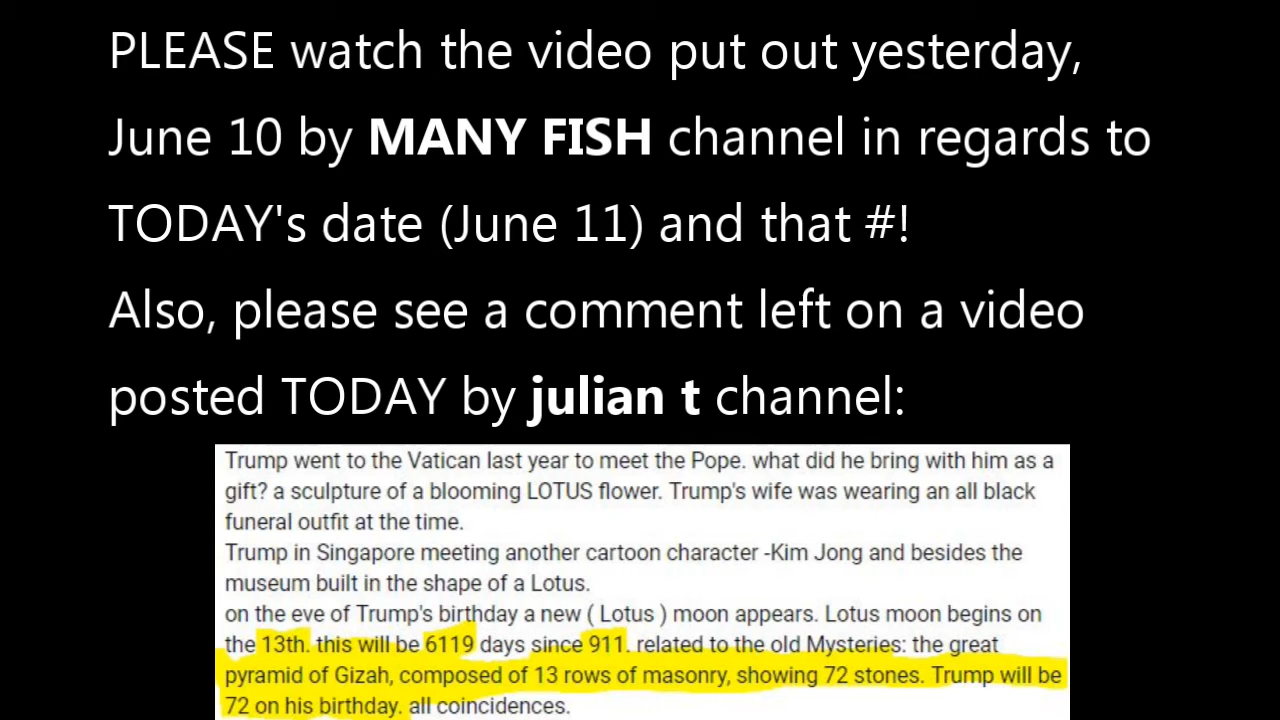 PLEASE watch the video put out yesterday,
June 10 by MANY FISH channel in regards to
TODAY's date (June 11) and that #!
Also, please see a comment left on a video
posted TODAY by julian t channel:
Trump went to the Vatican last year to meet the Pope. what did he bring with him as a
gift? a sculpture of a blooming LOTUS flower. Trump's wife was wearing an all black
funeral outfit at the time.
Trump in Singapore meeting another cartoon character -Kim Jong and besides the
museum built in the shape of a Lotus.
on the eve of Trump's birthday a new ( Lotus ) moon appears. Lotus moon begins on
the 13th. this will be 6119 days since 911. related to the old Mysteries: the great
pyramid of Gizah, composed of 13 rows of masonry, showing 72 stones. Trump will be
72 on his birthday. all coincidences.